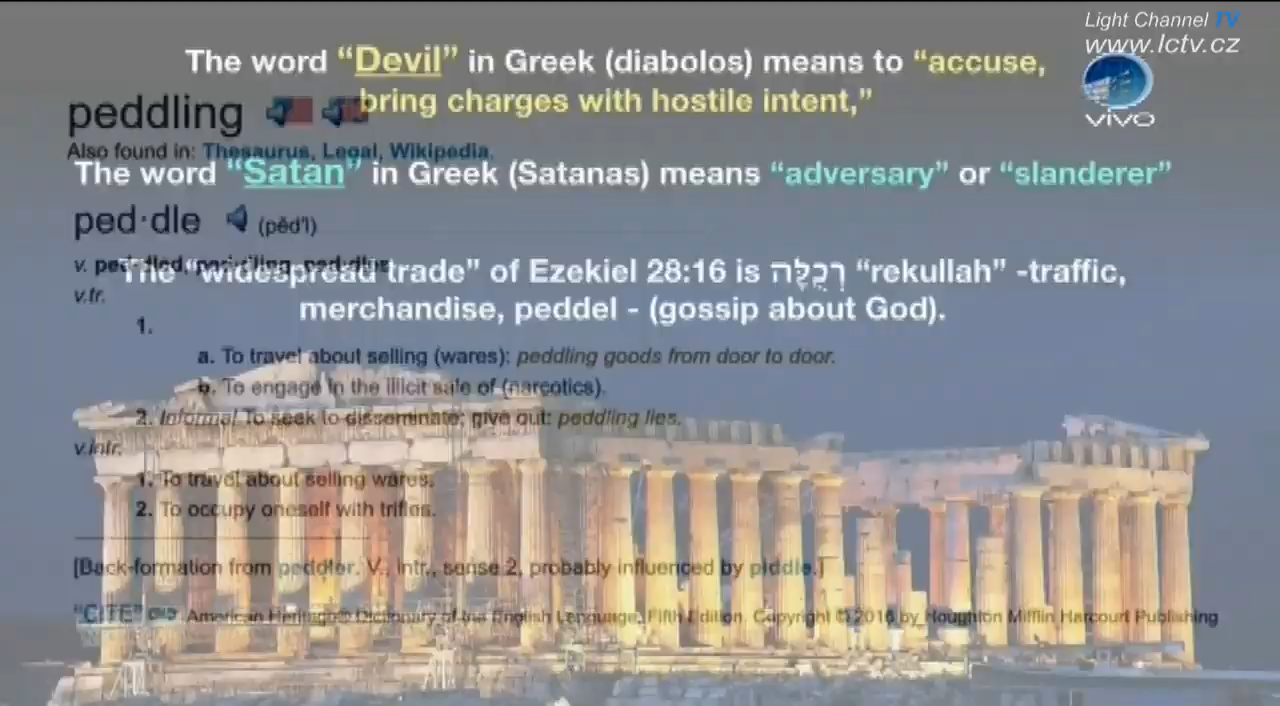 Light Channel TV
www.lctv.cz
VIVO
The word “Devil” in Greek (diabolos) means to “accuse,
bring charges with hostile intent,”
peddling
Also found in: Thesaurus, Legal, Wikipedia.
The word “Satan” in Greek (Satanas) means “adversary” or “slanderer”
ped·dle (pĕd'l)
v. ped·dled, ped·dling, ped·dles
The “widespread trade” of Ezekiel 28:16 is רְכֻלָּה “rekullah” -traffic,
v.tr.
merchandise, peddel - (gossip about God).
1.
a. To travel about selling (wares): peddling goods from door to door.
b. To engage in the illicit sale of (narcotics).
2. Informal To seek to disseminate; give out: peddling lies.
v.intr.
1. To travel about selling wares.
2. To occupy oneself with trifles.
[Back-formation from peddler. V., intr., sense 2, probably influenced by piddle.]
"CITE" American Heritage® Dictionary of the English Language, Fifth Edition. Copyright © 2016 by Houghton Mifflin Harcourt Publishing